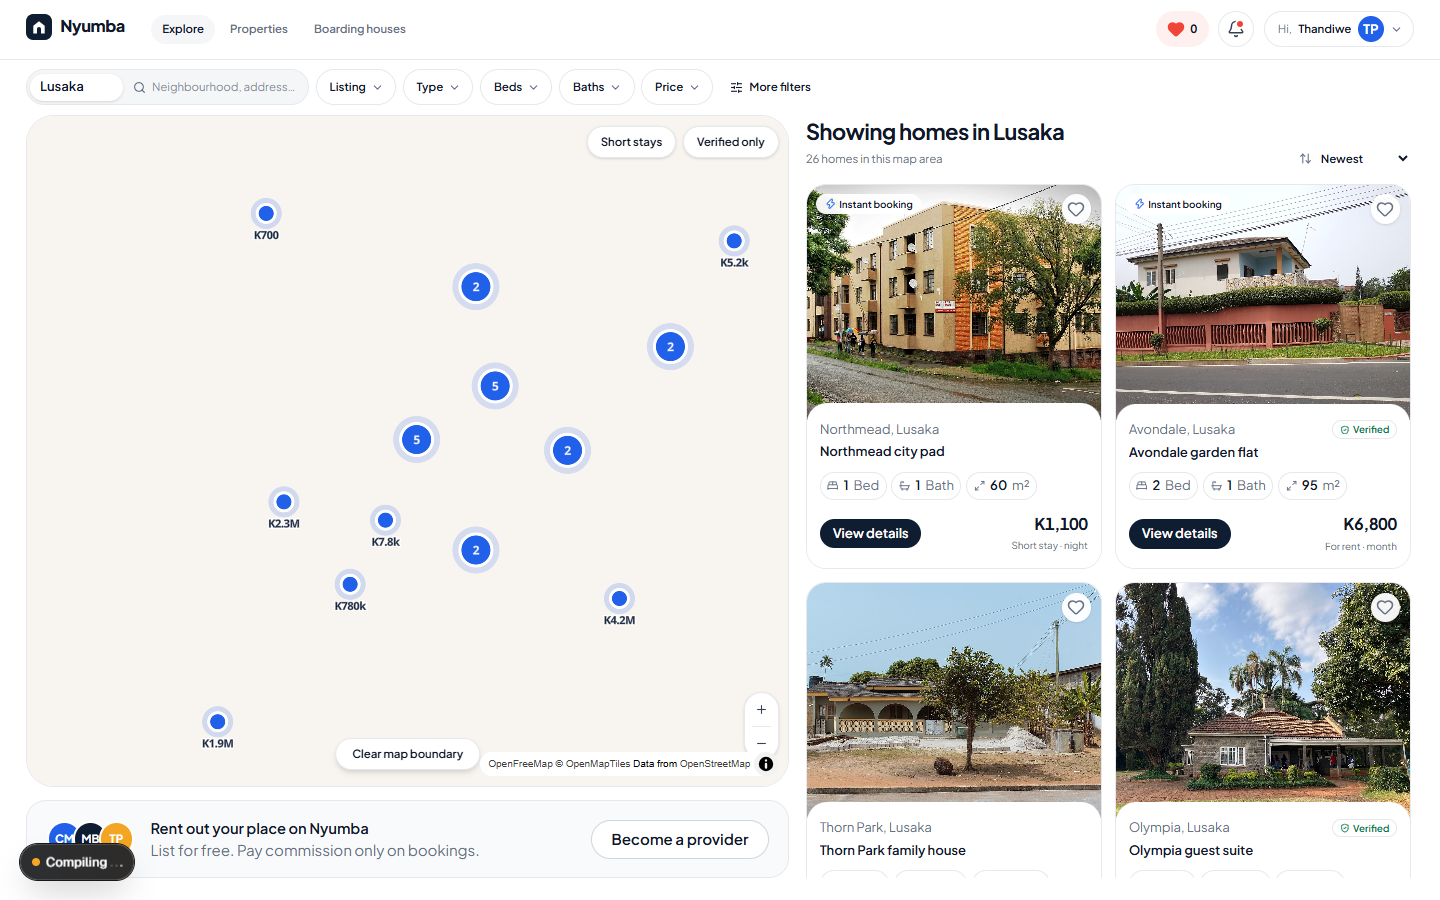 Nyumba
Explore
Properties
Boarding houses
0
Hi, Thandiwe
TP
Lusaka
Neighbourhood, address...
Listing
Type
Beds
Baths
Price
More filters
Short stays
Verified only
K700
K5.2k
2
2
5
5
2
K2.3M
K7.8k
2
K780k
K4.2M
K1.9M
+
−
Clear map boundary
OpenFreeMap © OpenMapTiles Data from OpenStreetMap
CM
MB
TP
Rent out your place on Nyumba
List for free. Pay commission only on bookings.
Become a provider
Compiling ...
Showing homes in Lusaka
26 homes in this map area
Newest
Instant booking
Northmead, Lusaka
Northmead city pad
1 Bed
1 Bath
60 m²
View details
K1,100
Short stay · night
Instant booking
Avondale, Lusaka
Verified
Avondale garden flat
2 Bed
1 Bath
95 m²
View details
K6,800
For rent · month
Thorn Park, Lusaka
Thorn Park family house
Olympia, Lusaka
Verified
Olympia guest suite